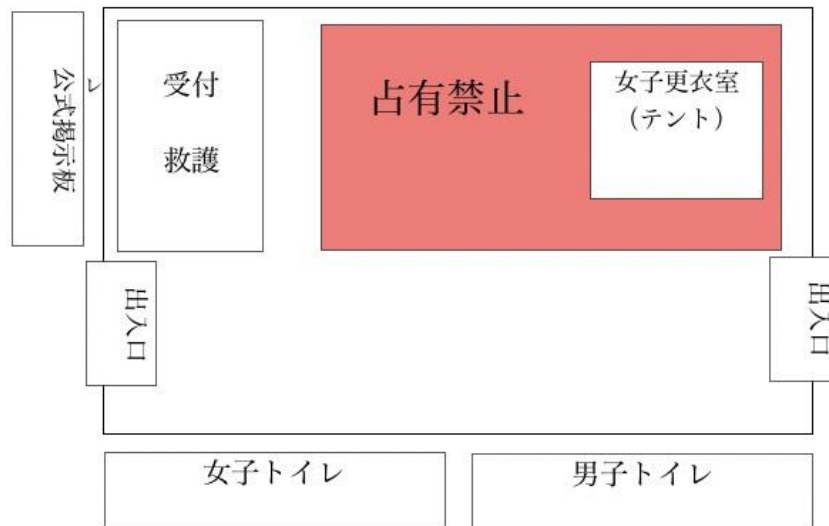 公式掲示板
レ
受付
救護
占有禁止
女子更衣室
（テント）
出入口
出入口
女子トイレ
男子トイレ